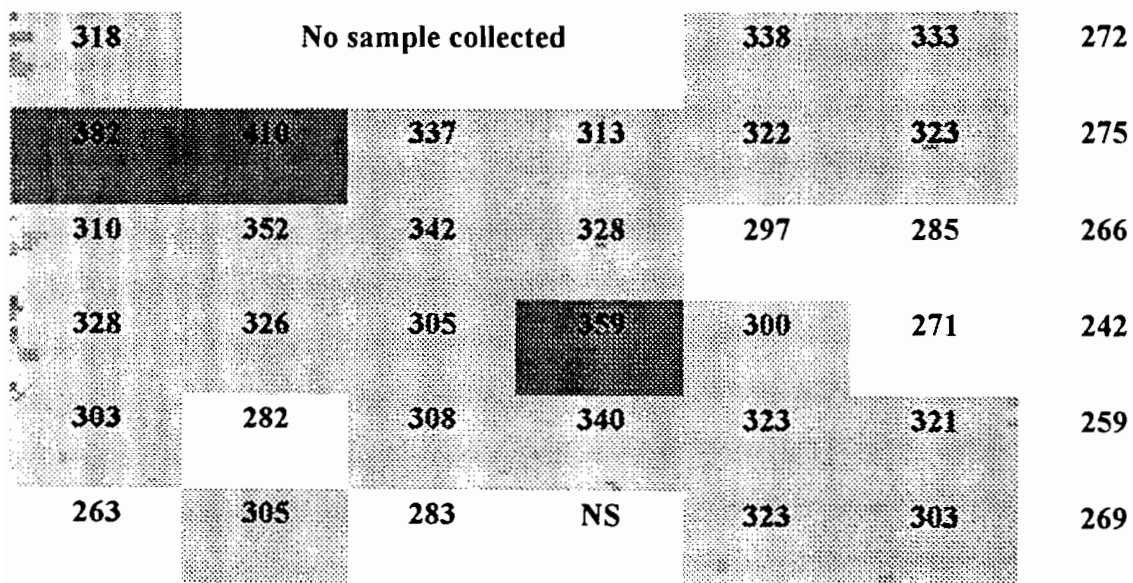 318 No sample collected 338 333 272
382 410 337 313 322 323 275
310 352 342 328 297 285 266
328 326 305 359 300 271 242
303 282 308 340 323 321 259
263 305 283 NS 323 303 269